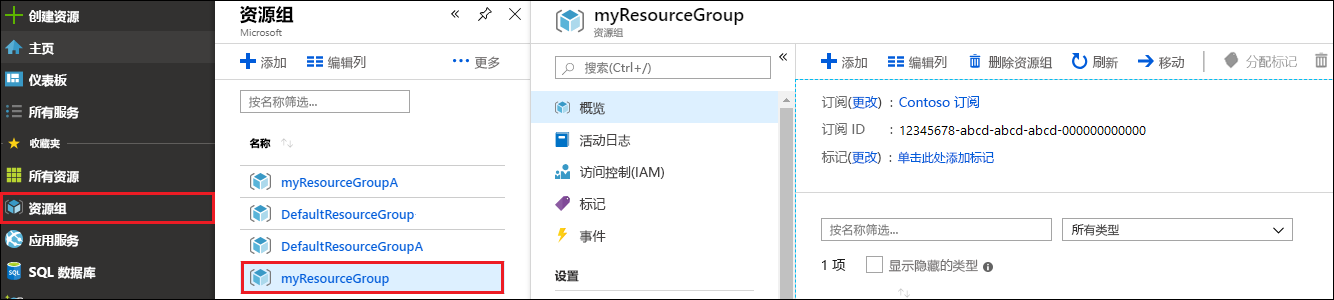 创建资源
主页
仪表板
所有服务
收藏夹
所有资源
资源组
应用服务
SQL 数据库
资源组
Microsoft
添加
编辑列
更多
按名称筛选...
名称
myResourceGroupA
DefaultResourceGroup
DefaultResourceGroupA
myResourceGroup
myResourceGroup
资源组
搜索(Ctrl+/)
概览
活动日志
访问控制(IAM)
标记
事件
设置
添加 编辑列 删除资源组 刷新 移动 分配标记
订阅(更改) : Contoso 订阅
订阅 ID : 12345678-abcd-abcd-abcd-000000000000
标记(更改) : 单击此处添加标记
按名称筛选... 所有类型
1 项 显示隐藏的类型